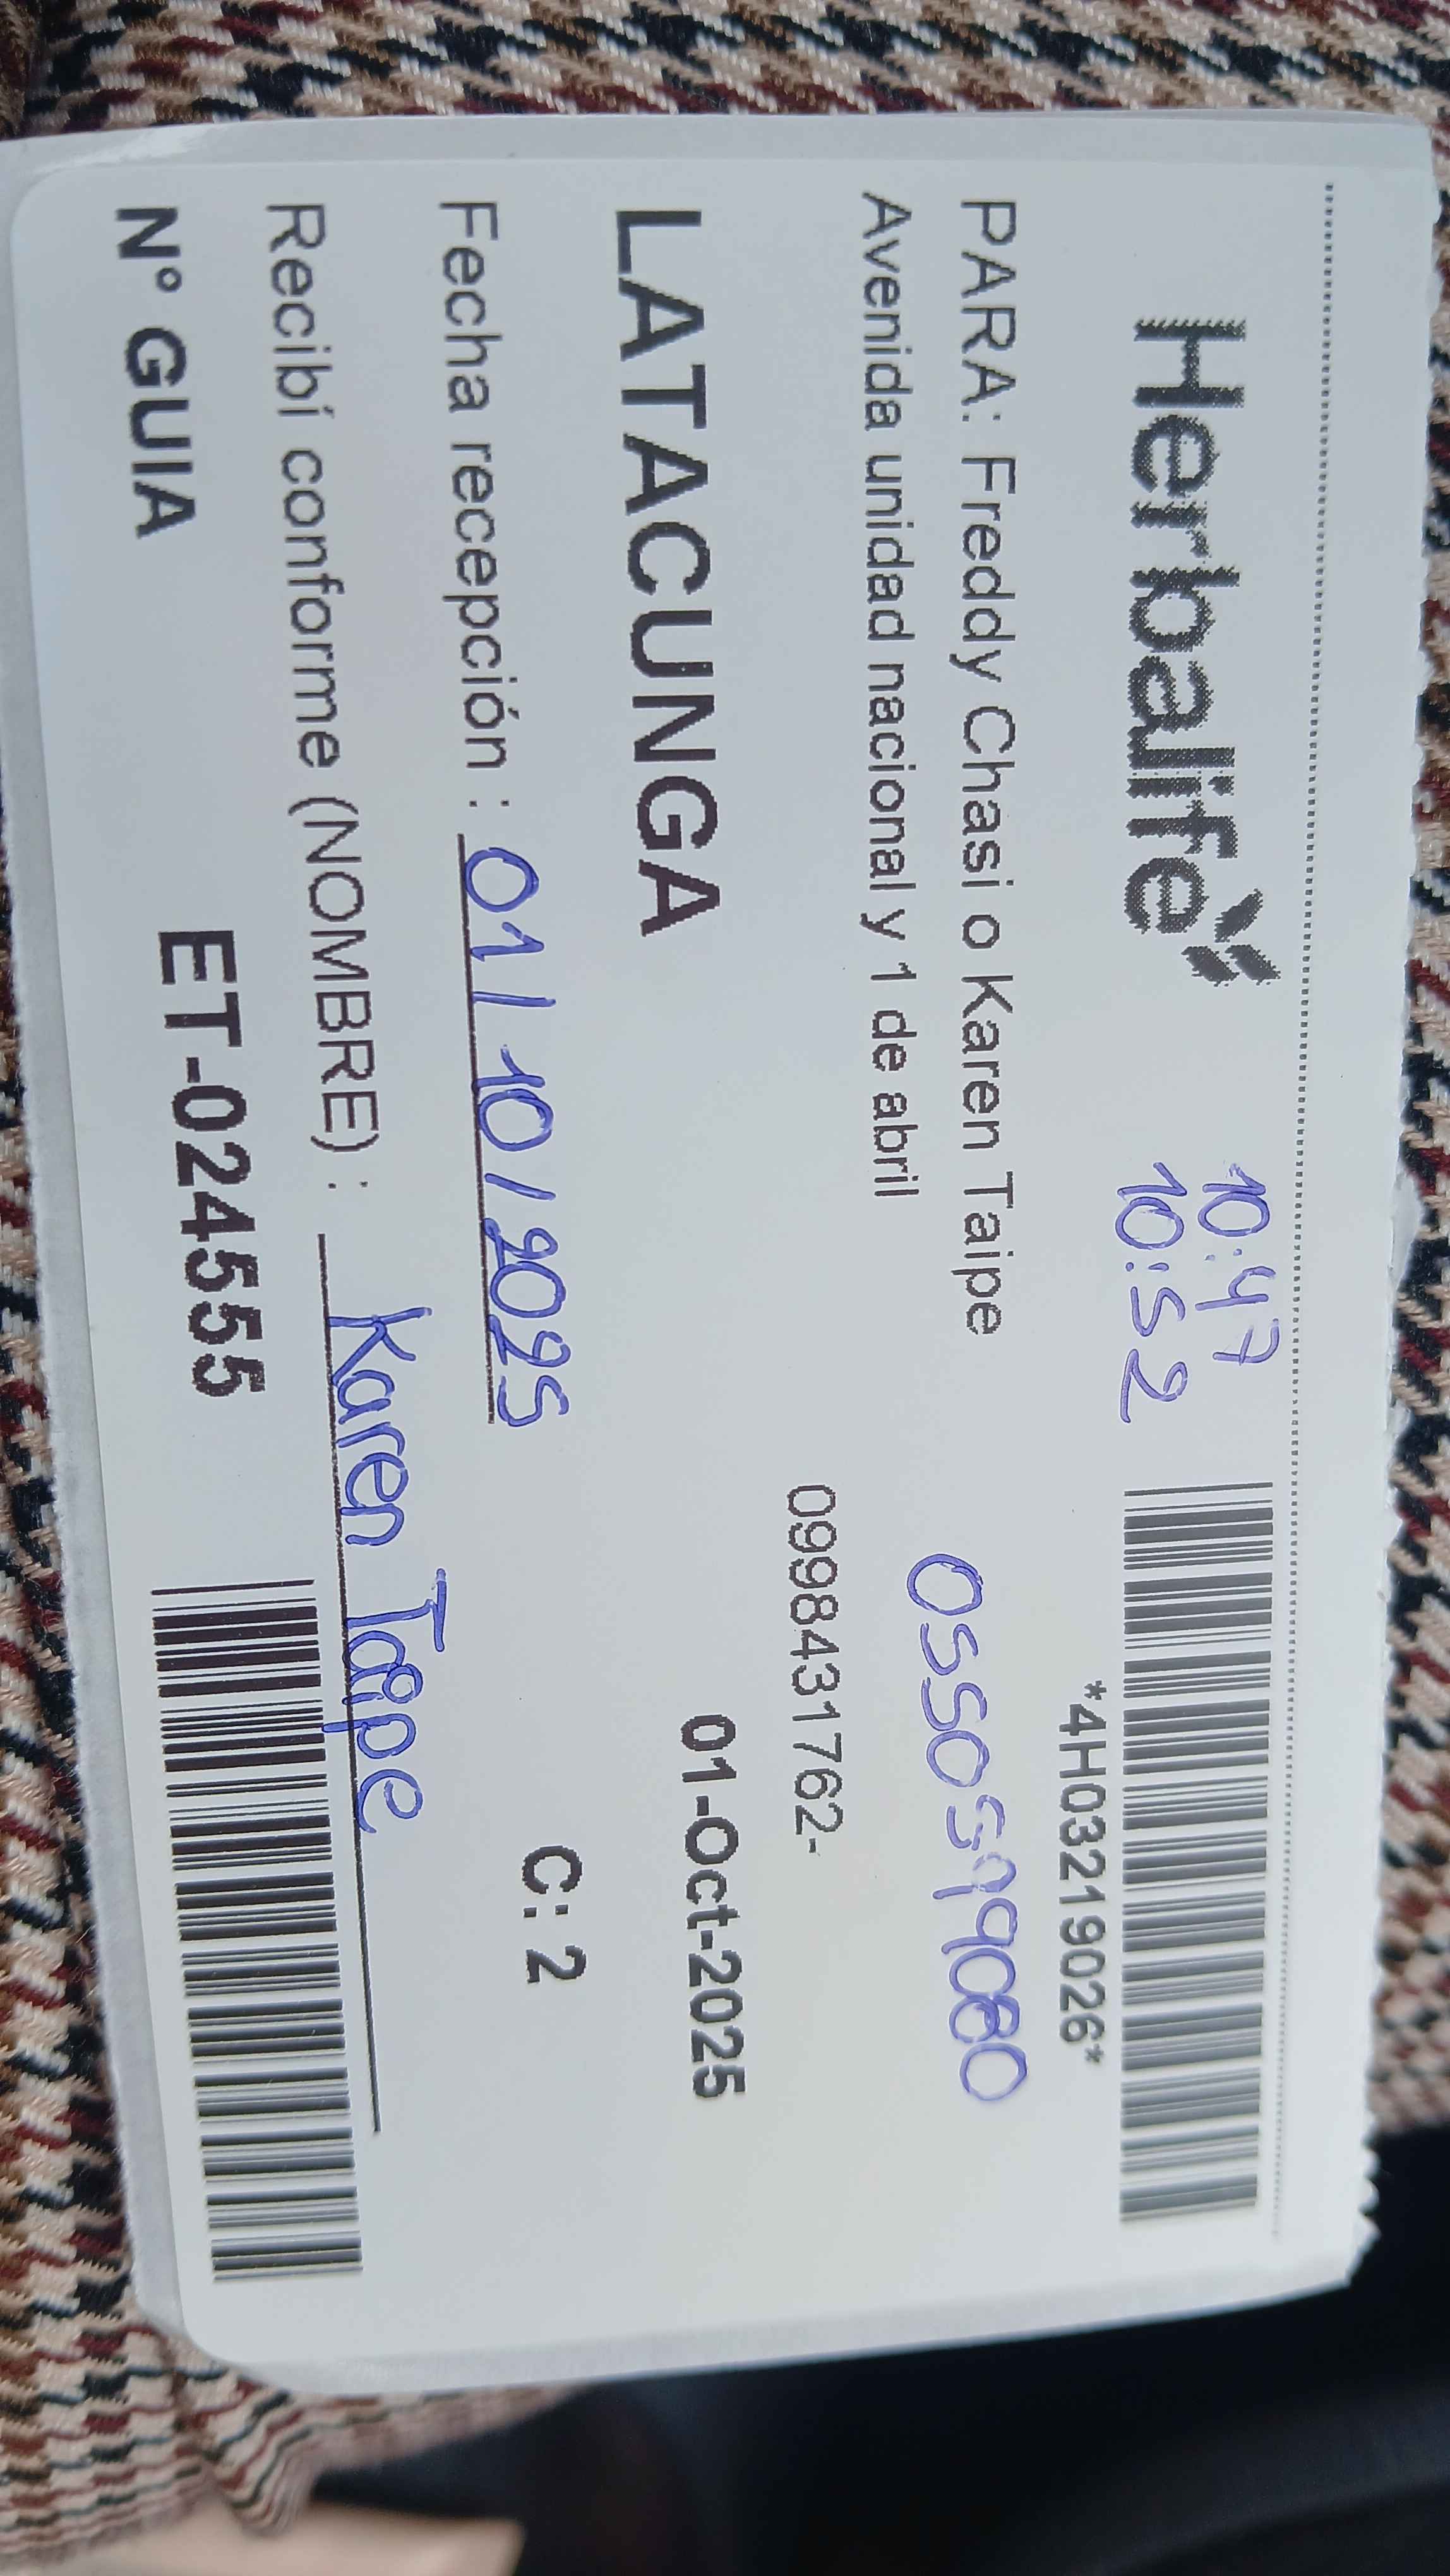 Herbalife
10:47
10:52
*4H03219026*
PARA: Freddy Chasi o Karen Taipe
Avenida unidad nacional y 1 de abril
0550519080
0998431762-
LATACUNGA
01-Oct-2025
Fecha recepción : 01/10/2025
C: 2
Recibí conforme (NOMBRE) : Karen Taipe
N° GUIA ET-024555